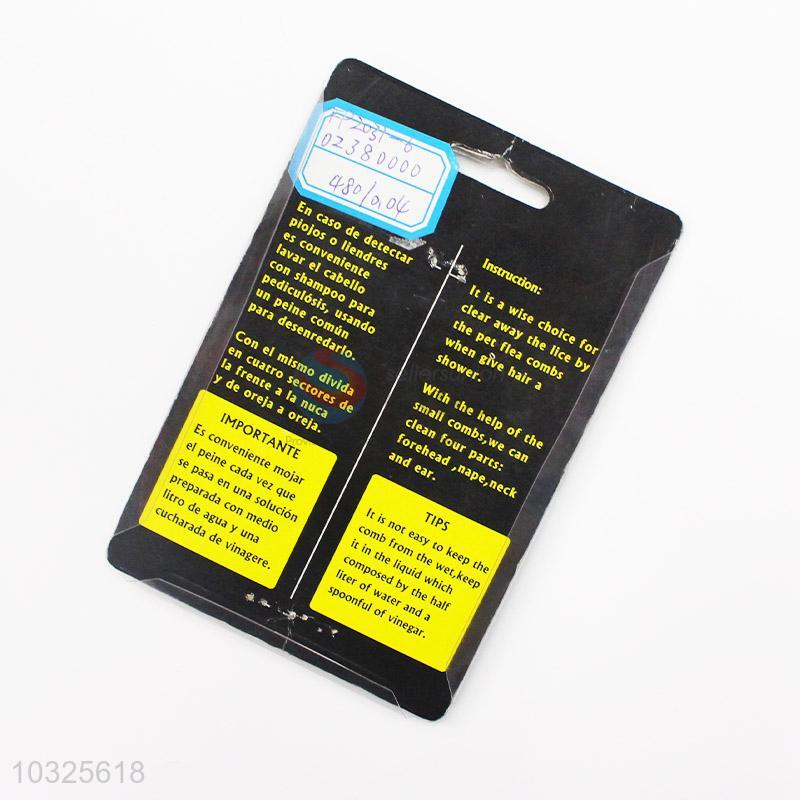 FP2031-6
02380000
480/0.04
En caso de detectar
piojos o liendres
es conveniente
lavar el cabello
con shampoo para
pediculósis, usando
un peine común
para desenredarlo.
Con el mismo divida
en cuatro sectores de
la frente a la nuca
y de oreja a oreja.
IMPORTANTE
Es conveniente mojar
el peine cada vez que
se pasa en una solución
preparada con medio
litro de agua y una
cucharada de vinagere.
Instruction:
It is a wise choice for
clear away the lice by
the pet flea combs
when give hair a
shower.
With the help of the
small combs,we can
clean four parts:
forehead ,nape,neck
and ear.
TIPS
It is not easy to keep the
comb from the wet,keep
it in the liquid which
composed by the half
liter of water and a
spoonful of vinegar.
10325618